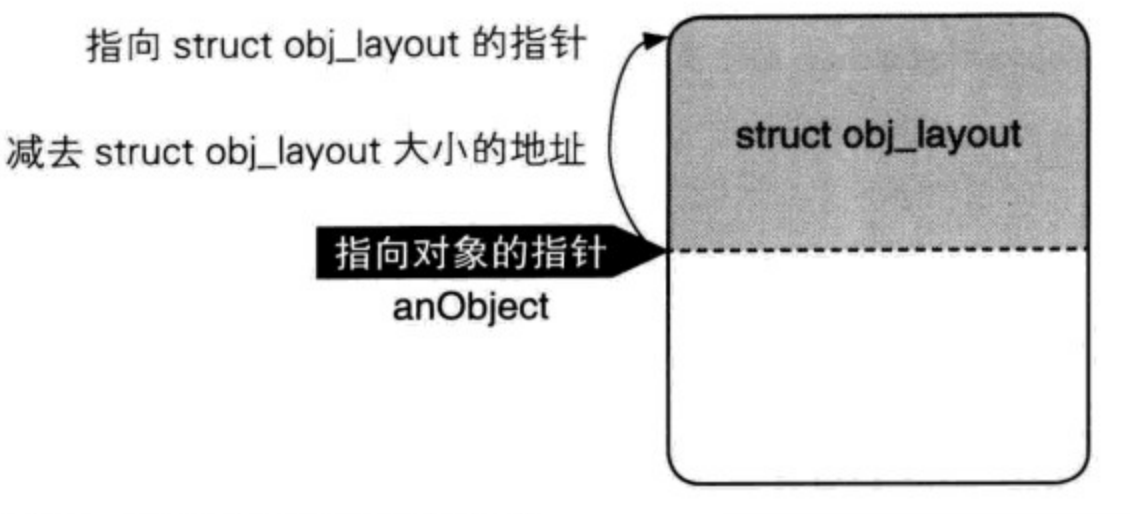 指向 struct obj_layout 的指针
减去 struct obj_layout 大小的地址
struct obj_layout
指向对象的指针
anObject